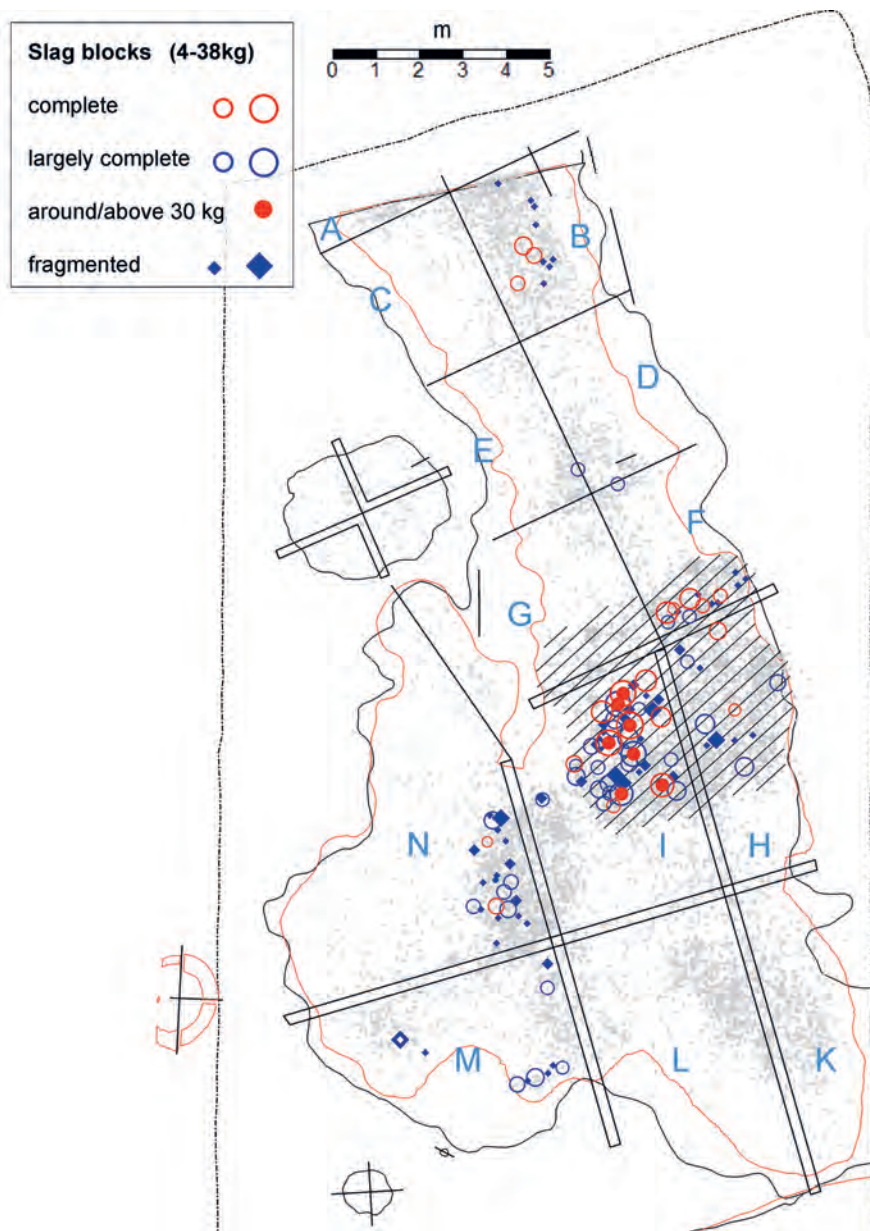 Slag blocks (4-38kg)
complete
largely complete
around/above 30 kg
fragmented
m
0 1 2 3 4 5
A
B
C
D
E
F
G
N
I
H
M
L
K